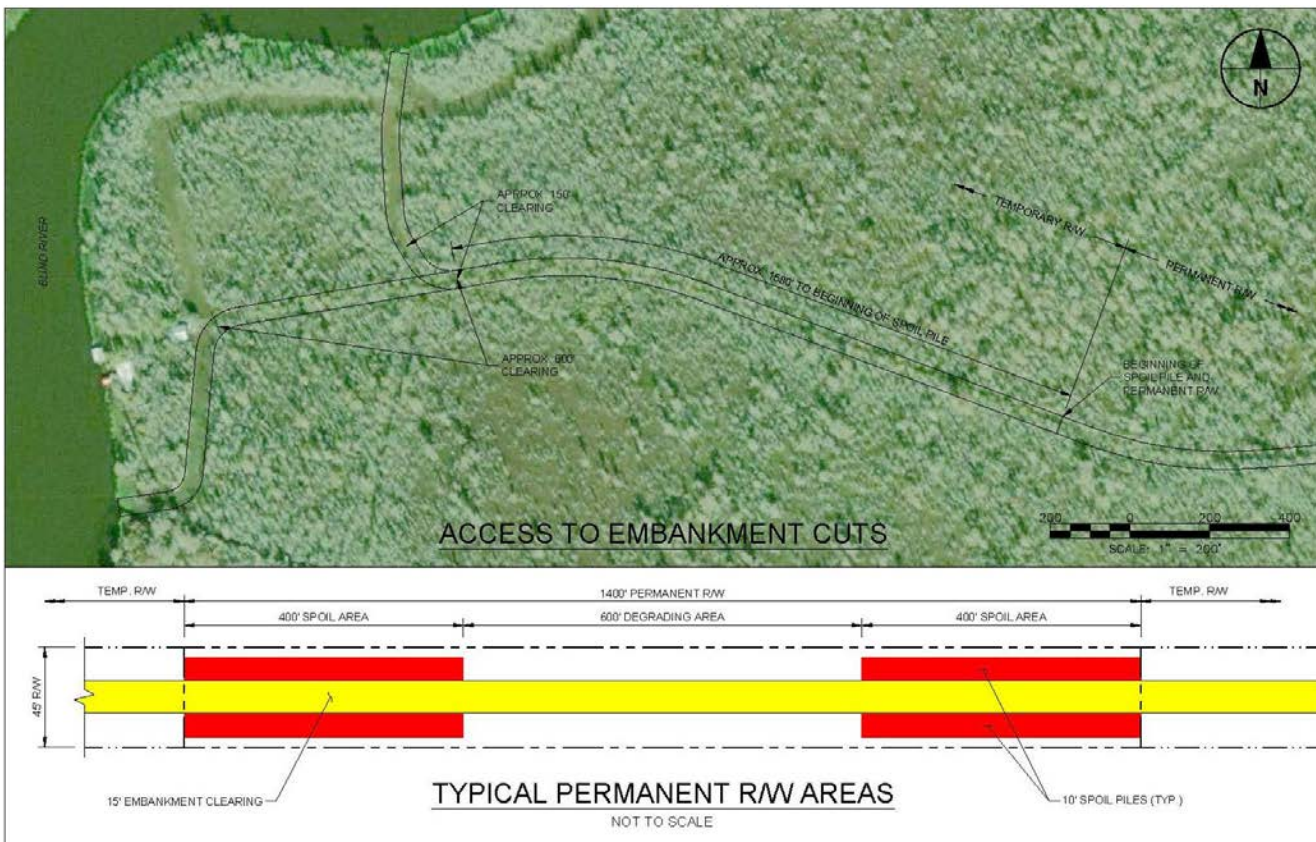 N
BLIND RIVER
APRROX. 150'
CLEARING
TEMPORARY R/W
PERMANENT R/W
APPROX. 1580' TO BEGINNING OF SPOIL PILE
APPROX. 600'
CLEARING
BEGINNING OF
SPOIL PILE AND
PERMANENT R/W
ACCESS TO EMBANKMENT CUTS
200 0 200 400
SCALE: 1" = 200'
TEMP. R/W 1400' PERMANENT R/W TEMP. R/W
400' SPOIL AREA 600' DEGRADING AREA 400' SPOIL AREA
45' R/W
15' EMBANKMENT CLEARING
10' SPOIL PILES (TYP.)
TYPICAL PERMANENT R/W AREAS
NOT TO SCALE